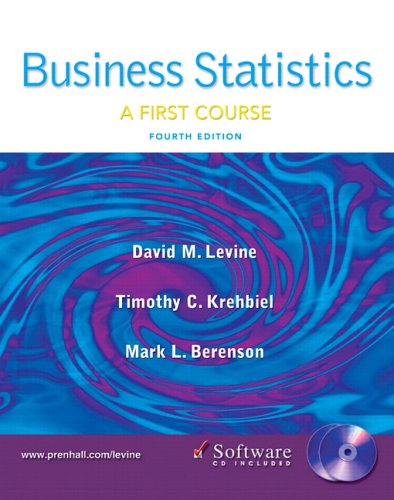 Business Statistics
A FIRST COURSE
FOURTH EDITION
David M. Levine
Timothy C. Krehbiel
Mark L. Berenson
www.prenhall.com/levine
Software
CD INCLUDED